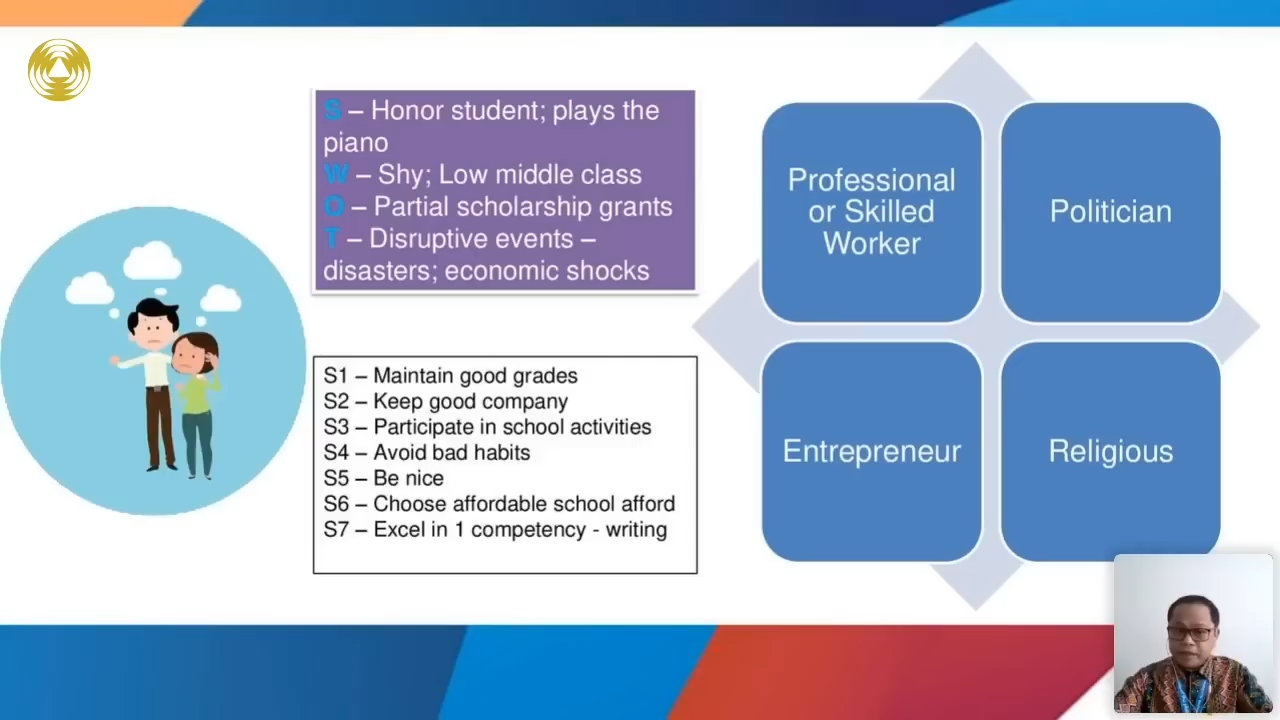 S – Honor student; plays the
piano
W – Shy; Low middle class
O – Partial scholarship grants
T – Disruptive events –
disasters; economic shocks
S1 – Maintain good grades
S2 – Keep good company
S3 – Participate in school activities
S4 – Avoid bad habits
S5 – Be nice
S6 – Choose affordable school afford
S7 – Excel in 1 competency - writing
Professional
or Skilled
Worker
Politician
Entrepreneur
Religious